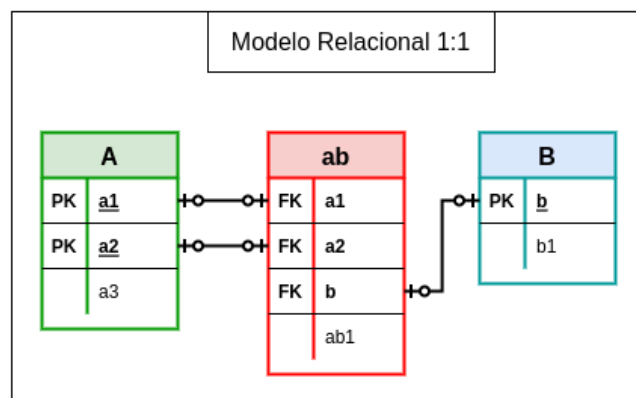 Modelo Relacional 1:1
A
PK a1
PK a2
a3
ab
FK a1
FK a2
FK b
ab1
B
PK b
b1